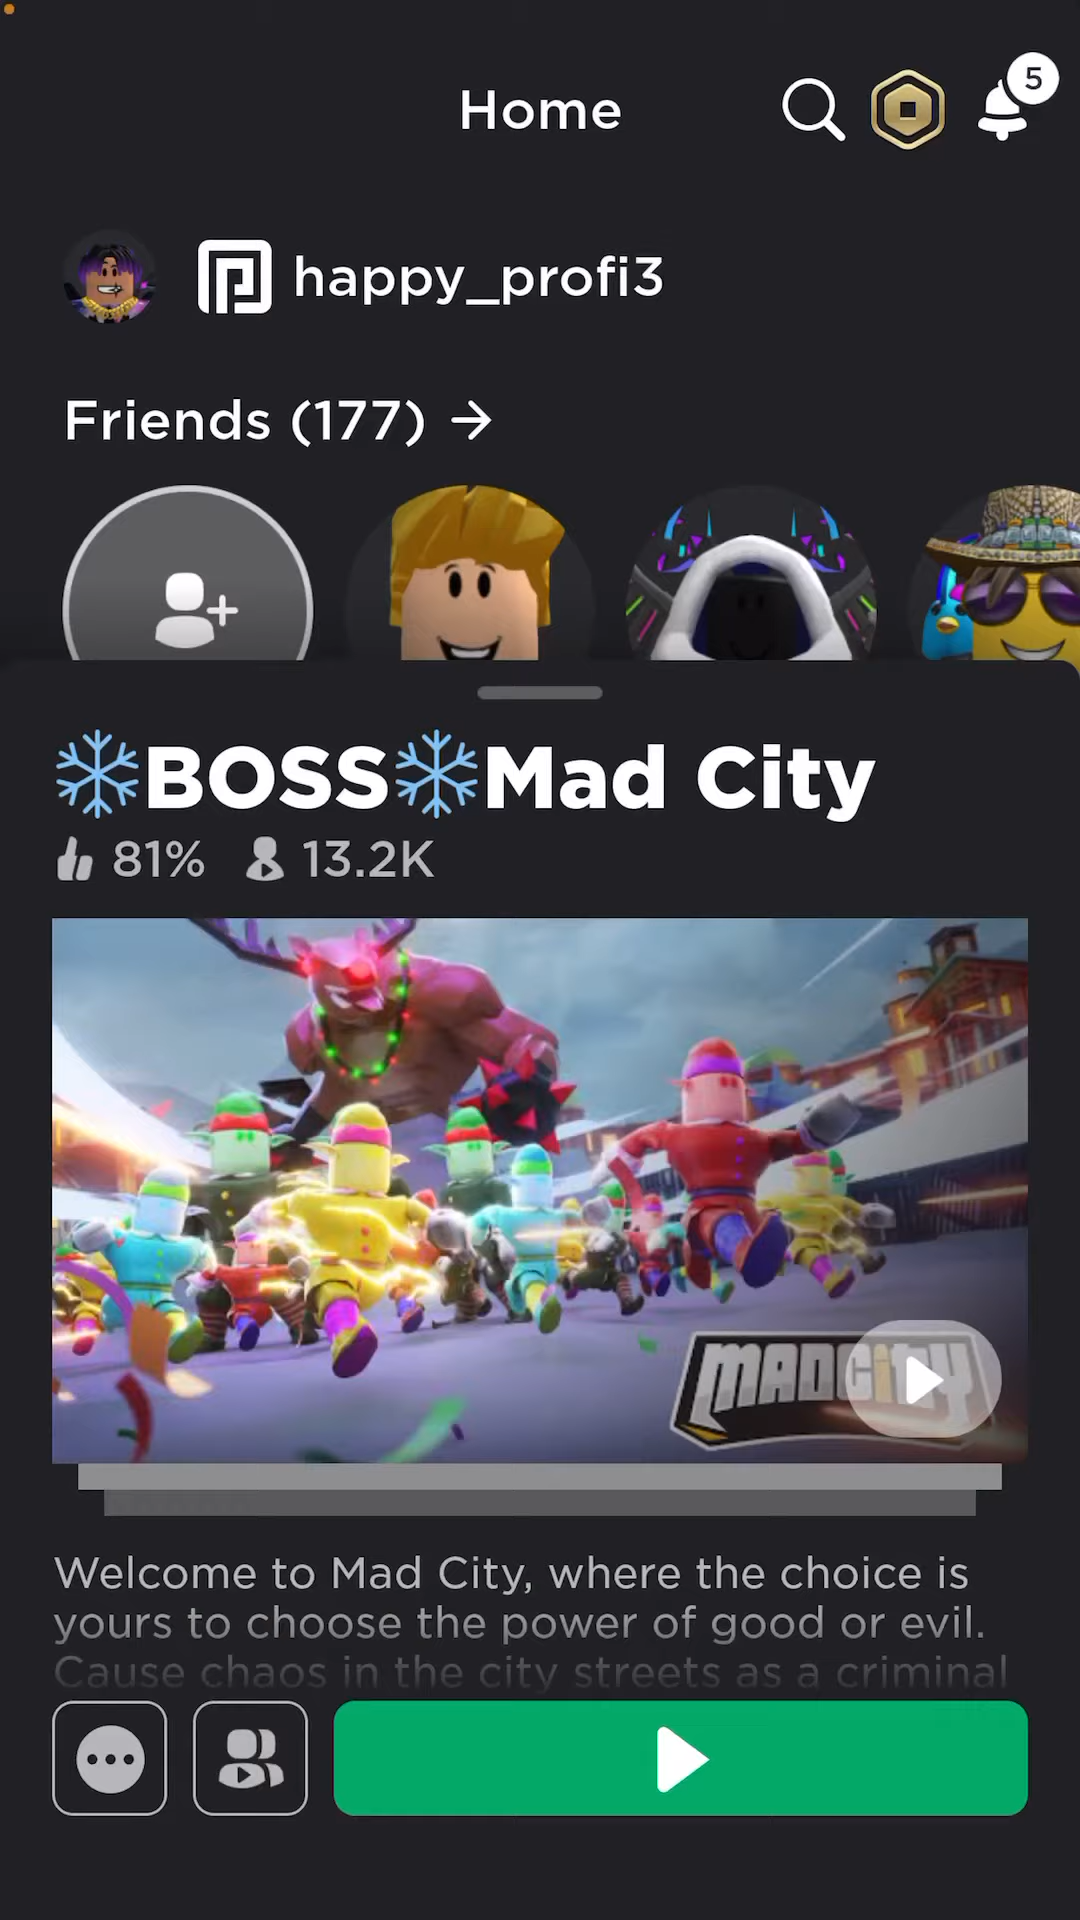 Home
5
happy_profi3
Friends (177) →
❄BOSS❄Mad City
81% 13.2K
MADCITY
Welcome to Mad City, where the choice is
yours to choose the power of good or evil.
Cause chaos in the city streets as a criminal